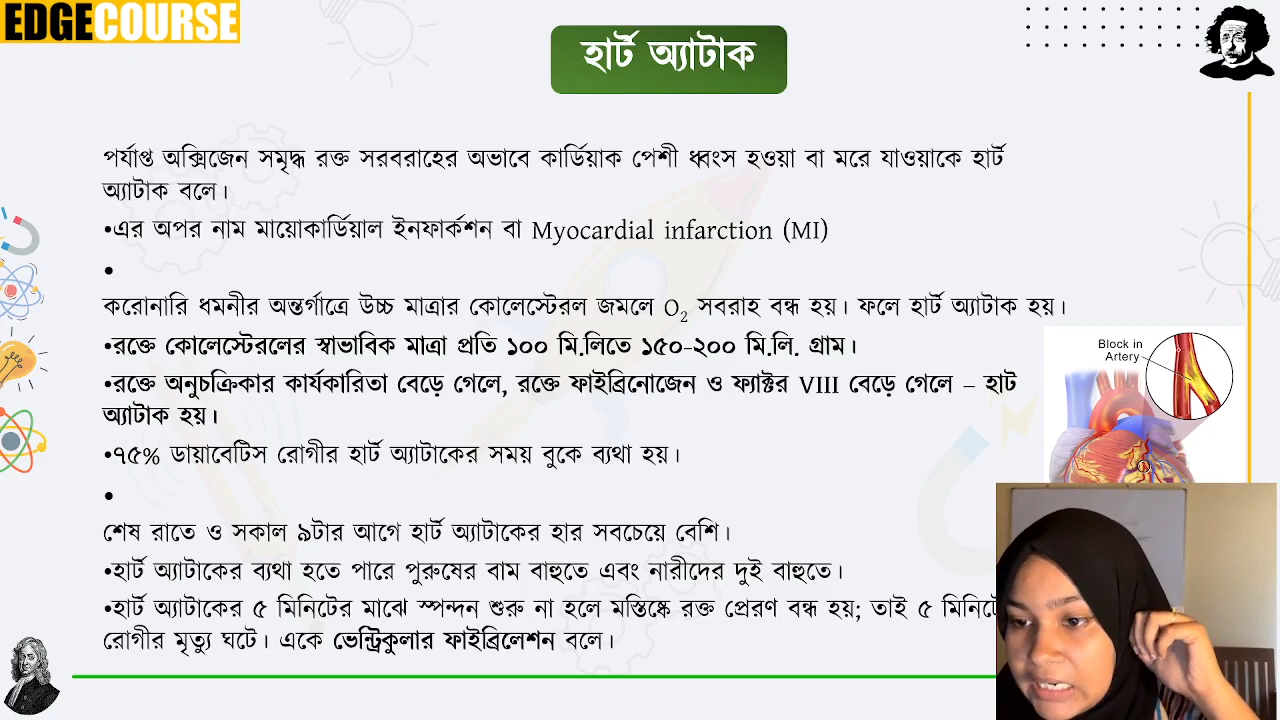 EDGECOURSE
হার্ট অ্যাটাক
পর্যাপ্ত অক্সিজেন সমৃদ্ধ রক্ত সরবরাহের অভাবে কার্ডিয়াক পেশী ধ্বংস হওয়া বা মরে যাওয়াকে হার্ট
অ্যাটাক বলে।
•এর অপর নাম মায়োকার্ডিয়াল ইনফার্কশন বা Myocardial infarction (MI)
•
করোনারি ধমনীর অন্তর্গাত্রে উচ্চ মাত্রার কোলেস্টেরল জমলে O₂ সবরাহ বন্ধ হয়। ফলে হার্ট অ্যাটাক হয়।
•রক্তে কোলেস্টেরলের স্বাভাবিক মাত্রা প্রতি ১০০ মি.লিতে ১৫০-২০০ মি.লি. গ্রাম।
Block in
Artery
•রক্তে অনুচক্রিকার কার্যকারিতা বেড়ে গেলে, রক্তে ফাইব্রিনোজেন ও ফ্যাক্টর VIII বেড়ে গেলে – হাট
অ্যাটাক হয়।
•৭৫% ডায়াবেটিস রোগীর হার্ট অ্যাটাকের সময় বুকে ব্যথা হয়।
•
শেষ রাতে ও সকাল ৯টার আগে হার্ট অ্যাটাকের হার সবচেয়ে বেশি।
•হার্ট অ্যাটাকের ব্যথা হতে পারে পুরুষের বাম বাহুতে এবং নারীদের দুই বাহুতে।
•হার্ট অ্যাটাকের ৫ মিনিটের মাঝে স্পন্দন শুরু না হলে মস্তিষ্কে রক্ত প্রেরণ বন্ধ হয়; তাই ৫ মিনিটে
রোগীর মৃত্যু ঘটে। একে ভেন্ট্রিকুলার ফাইব্রিলেশন বলে।